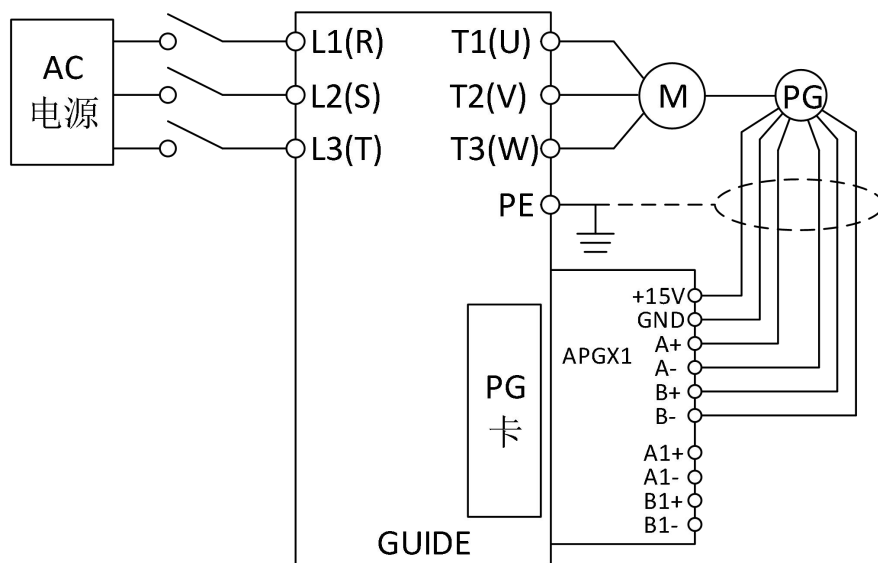 AC
电源
L1(R)
L2(S)
L3(T)
T1(U)
T2(V)
T3(W)
PE
M
PG
+15V
GND
A+
A-
B+
B-
A1+
A1-
B1+
B1-
APGX1
PG
卡
GUIDE